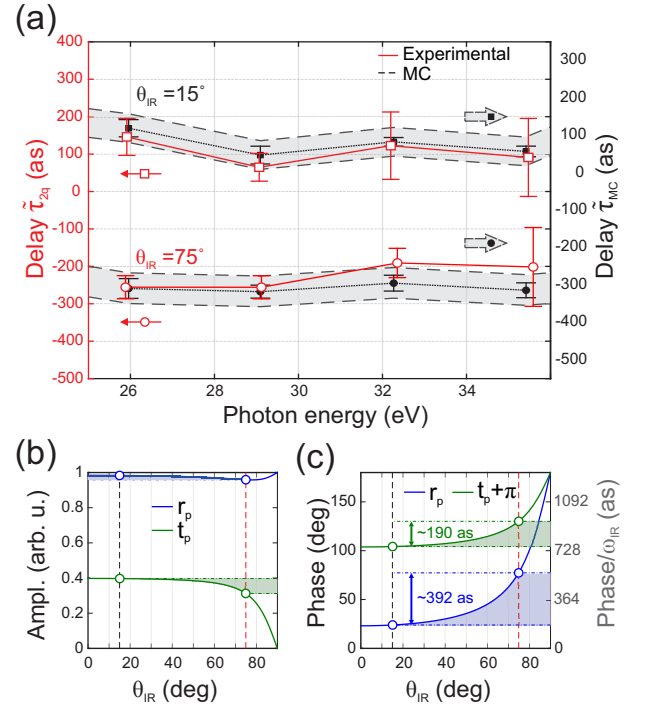 (a)
400
300
200
100
0
-100
-200
-300
-400
-500
Delay τ̃2q (as)
Experimental
MC
θIR =15°
θIR =75°
300
200
100
0
-100
-200
-300
-400
-500
Delay τ̃MC (as)
26 28 30 32 34
Photon energy (eV)
(b)
1
0.8
0.6
0.4
0.2
0
Ampl. (arb. u.)
rp
tp
0 20 40 60 80
θIR (deg)
(c)
150
100
50
0
Phase (deg)
rp tp+π
~190 as
~392 as
1092
728
364
0
Phase/ωIR (as)
0 20 40 60 80
θIR (deg)